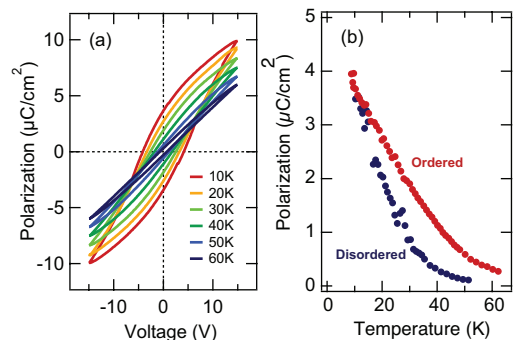 (a)
Polarization (µC/cm²)
10
5
0
-5
-10
10K
20K
30K
40K
50K
60K
-10
0
10
Voltage (V)
(b)
Polarization (µC/cm²)
5
4
3
2
1
0
Ordered
Disordered
0
20
40
60
Temperature (K)